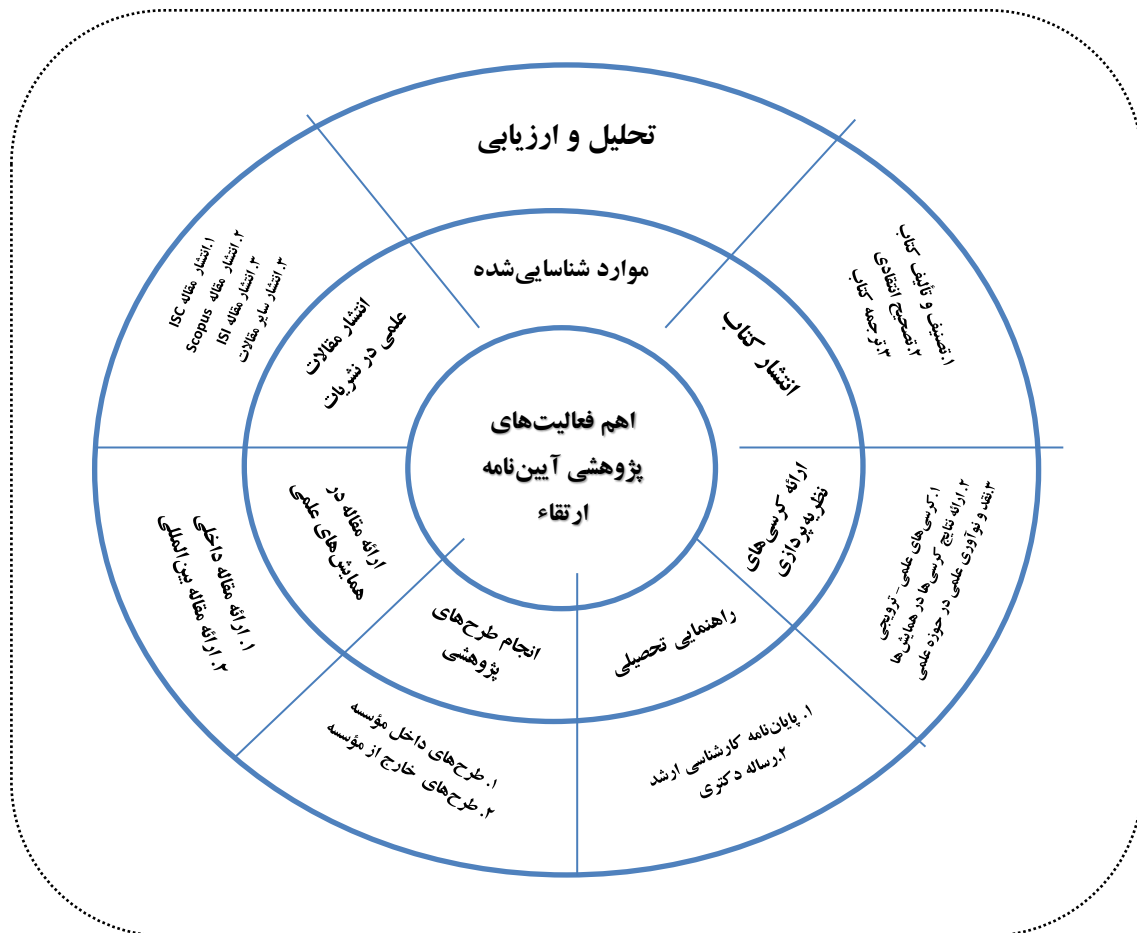 تحلیل و ارزیابی
موارد شناسایی‌شده
اهم فعالیت‌های
پژوهشی آیین‌نامه
ارتقاء
انتشار کتاب
۱.تصنیف و تألیف کتاب
۲.تصحیح انتقادی
۳.ترجمه کتاب
ارائه کرسی‌های
نظریه‌پردازی
۱.کرسی‌های علمی – ترویجی
۲. ارائه نتایج کرسی‌ها در همایش‌ها
۳.نقد و نوآوری علمی در حوزه علمی
راهنمایی تحصیلی
۱. پایان‌نامه کارشناسی ارشد
۲.رساله دکتری
انجام طرح‌های
پژوهشی
۱. طرح‌های داخل مؤسسه
۲. طرح‌های خارج از مؤسسه
ارائه مقاله در
همایش‌های علمی
۱. ارائه مقاله داخلی
۲. ارائه مقاله بین‌المللی
انتشار مقالات
علمی در نشریات
۱.انتشار مقاله ISC
۲. انتشار مقاله Scopus
۳. انتشار مقاله ISI
۳. انتشار سایر مقالات